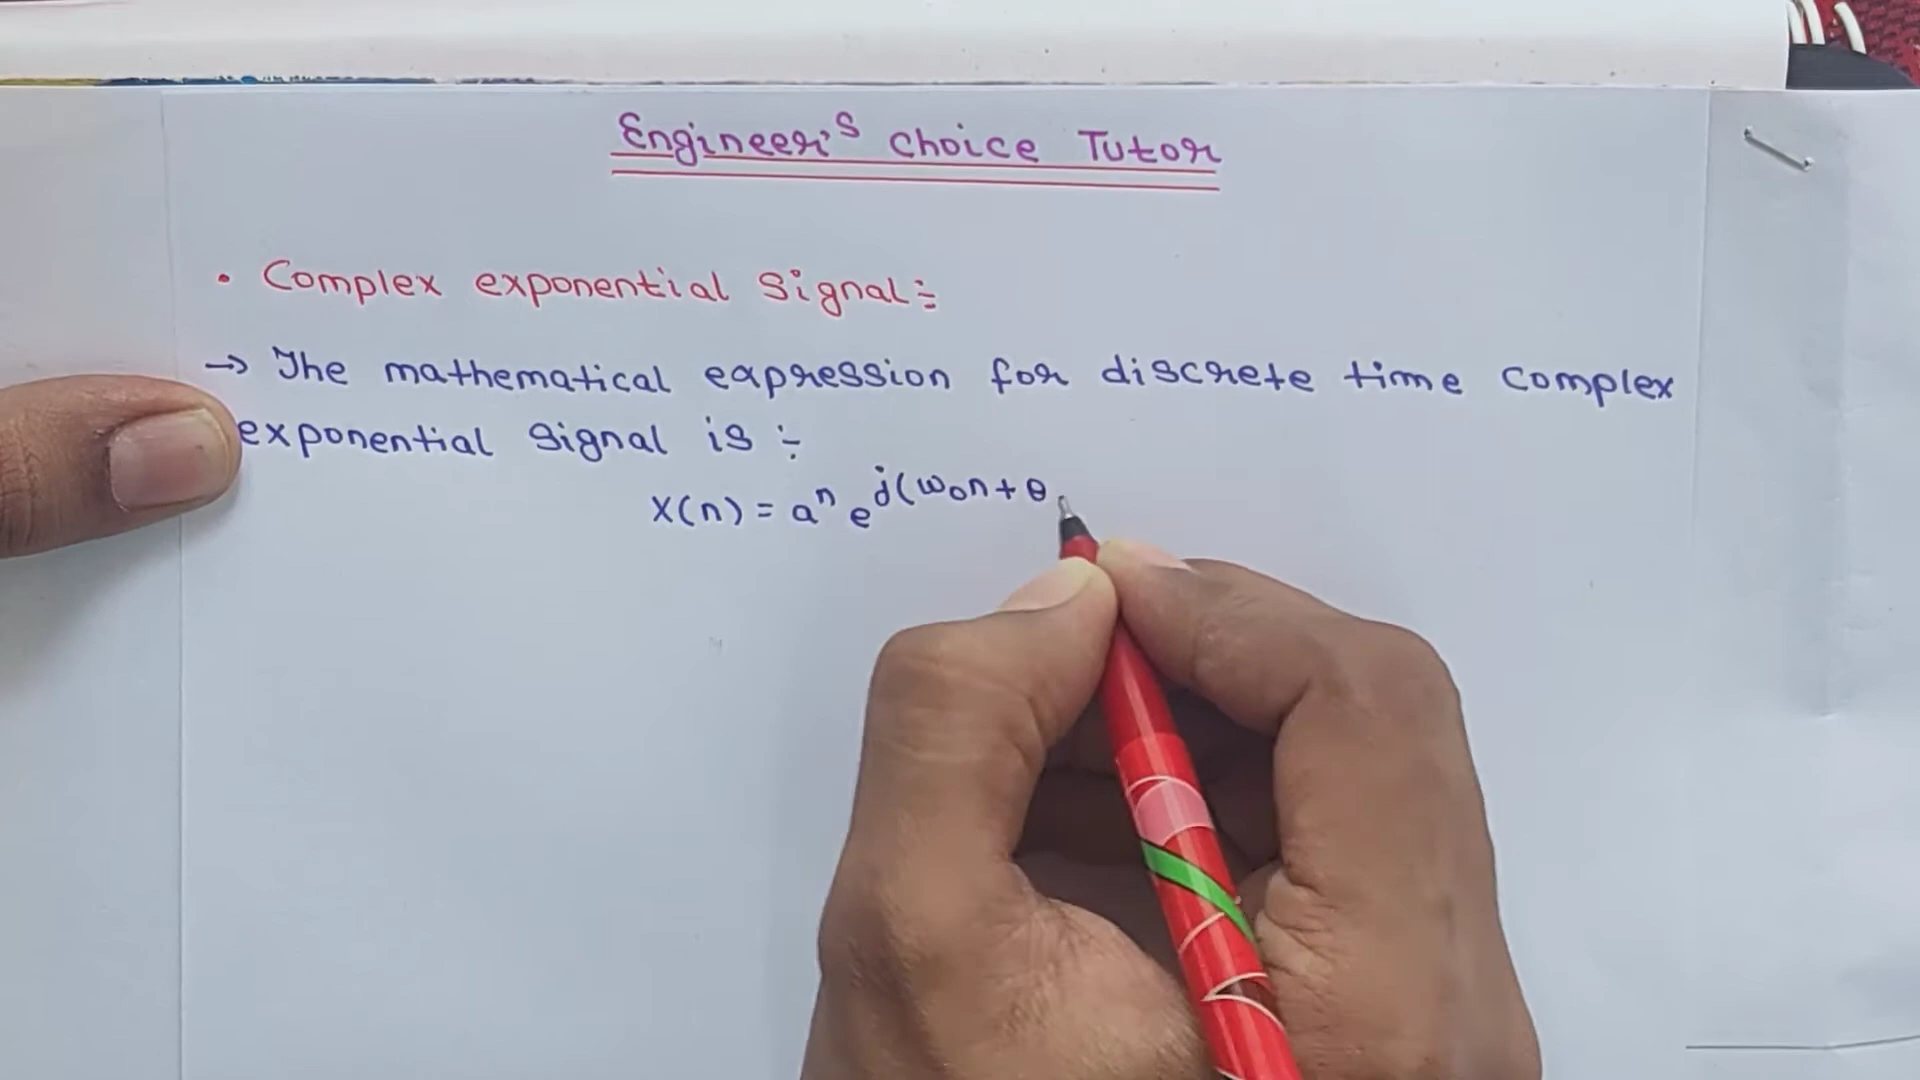 Engineer's choice Tutor
• Complex exponential Signal :-
→ The mathematical expression for discrete time complex
exponential Signal is :-
x(n) = aⁿ e^j(ω₀n+θ